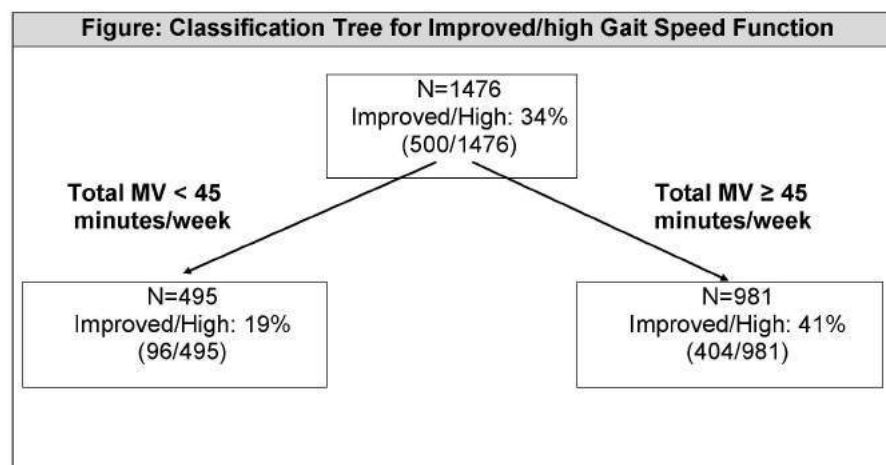 Figure: Classification Tree for Improved/high Gait Speed Function
N=1476
Improved/High: 34%
(500/1476)
Total MV < 45
minutes/week
Total MV ≥ 45
minutes/week
N=495
Improved/High: 19%
(96/495)
N=981
Improved/High: 41%
(404/981)